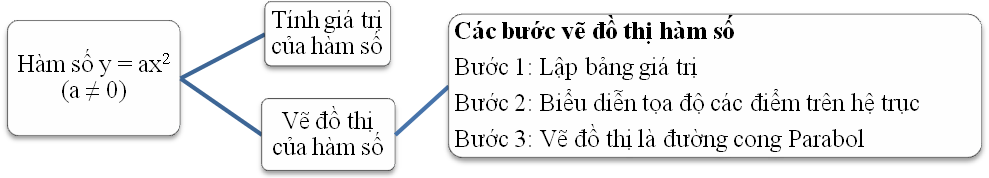 Hàm số y = ax²
(a ≠ 0)
Tính giá trị
của hàm số
Vẽ đồ thị
của hàm số
Các bước vẽ đồ thị hàm số
Bước 1: Lập bảng giá trị
Bước 2: Biểu diễn tọa độ các điểm trên hệ trục
Bước 3: Vẽ đồ thị là đường cong Parabol